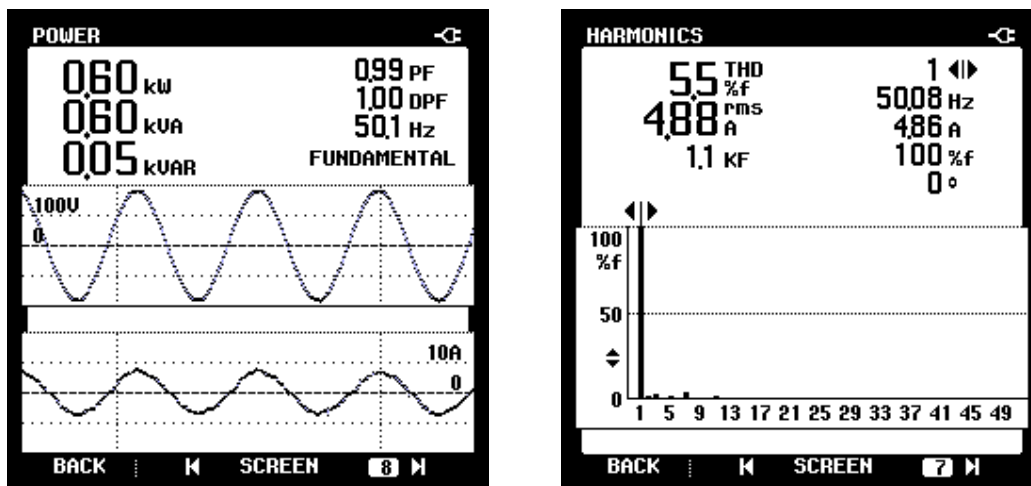 POWER
0.60 kW
0.99 PF
0.60 kVA
1.00 DPF
50.1 Hz
0.05 kVAR
FUNDAMENTAL
100V
0
10A
0
BACK
SCREEN
8
HARMONICS
5.5 THD %f
1
4.88 rms A
50.08 Hz
4.86 A
1.1 KF
100 %f
0 °
100
%f
50
0
1 5 9 13 17 21 25 29 33 37 41 45 49
BACK
SCREEN
7